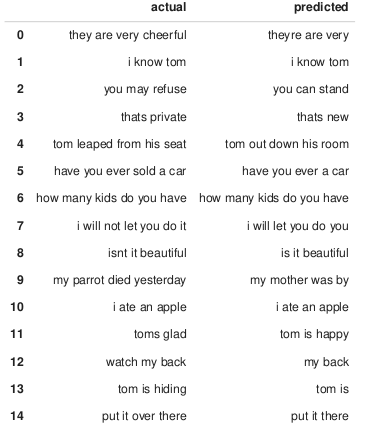 actual predicted
0 they are very cheerful theyre are very
1 i know tom i know tom
2 you may refuse you can stand
3 thats private thats new
4 tom leaped from his seat tom out down his room
5 have you ever sold a car have you ever a car
6 how many kids do you have how many kids do you have
7 i will not let you do it i will let you do you
8 isnt it beautiful is it beautiful
9 my parrot died yesterday my mother was by
10 i ate an apple i ate an apple
11 toms glad tom is happy
12 watch my back my back
13 tom is hiding tom is
14 put it over there put it there